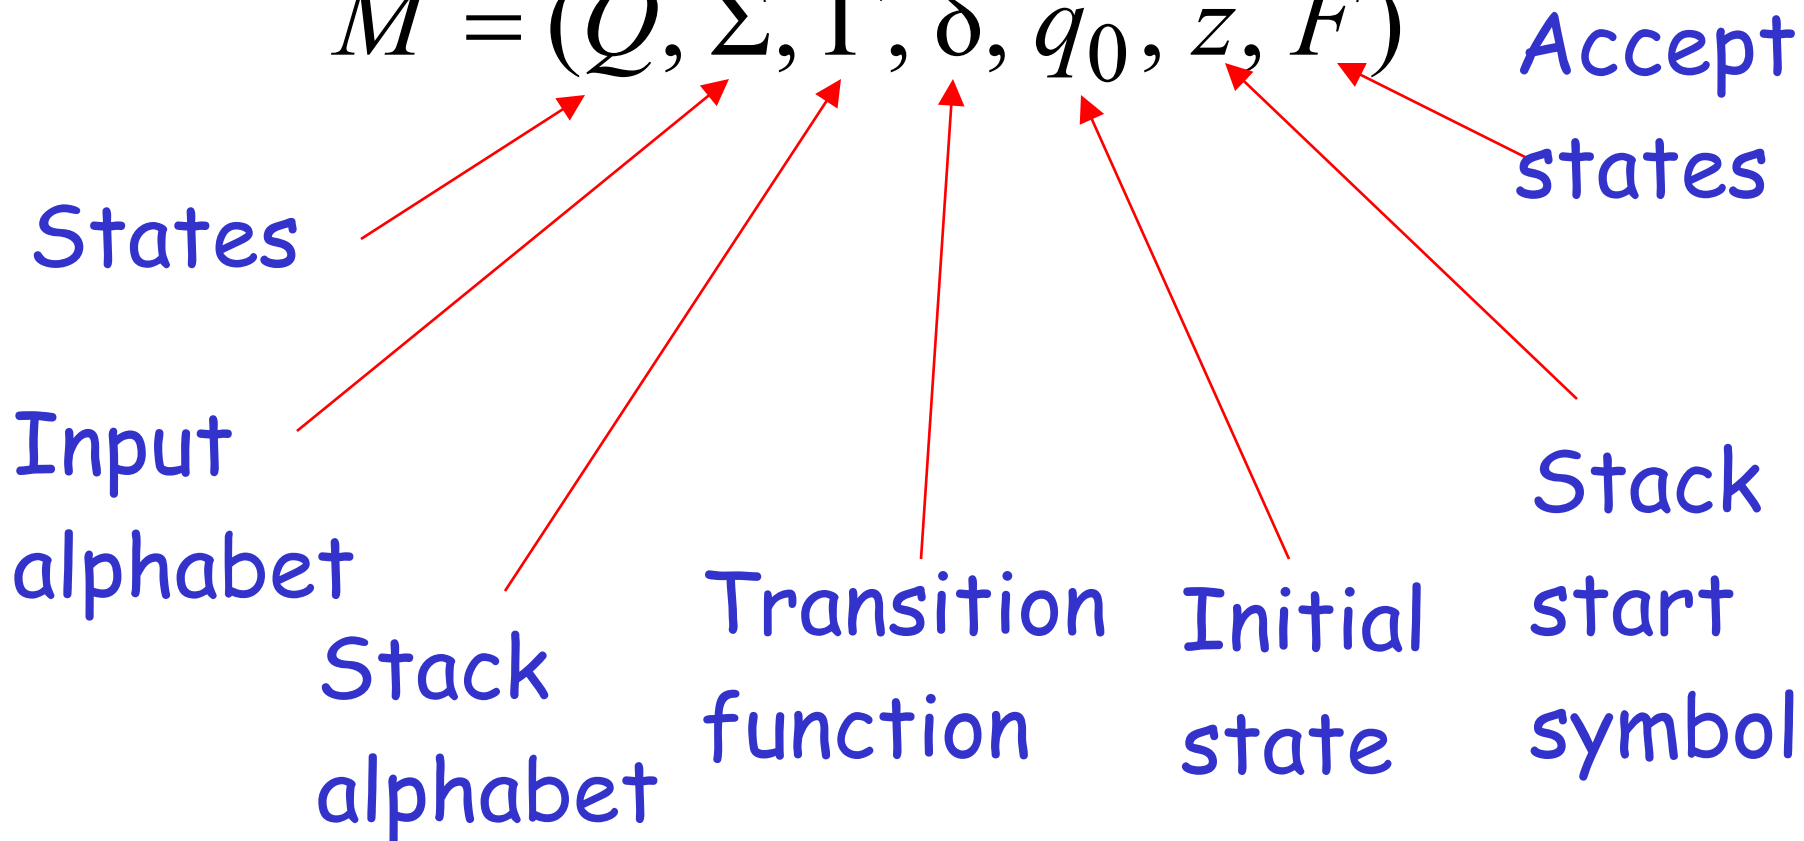 M = (Q, Σ, Γ, δ, q₀, z, F)
Accept
states
States
Input
alphabet
Stack
alphabet
Transition
function
Initial
state
Stack
start
symbol